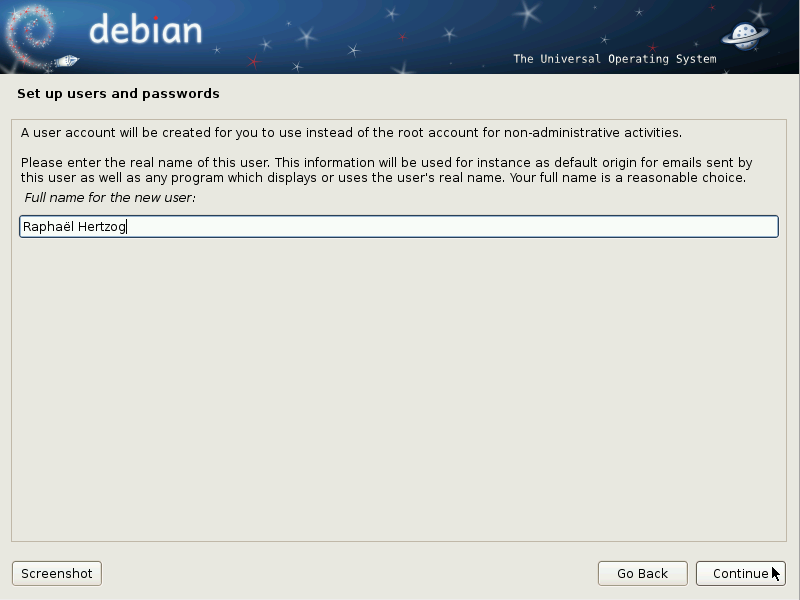 debian
The Universal Operating System
Set up users and passwords
A user account will be created for you to use instead of the root account for non-administrative activities.
Please enter the real name of this user. This information will be used for instance as default origin for emails sent by
this user as well as any program which displays or uses the user's real name. Your full name is a reasonable choice.
Full name for the new user:
Raphaël Hertzog
Screenshot
Go Back
Continue